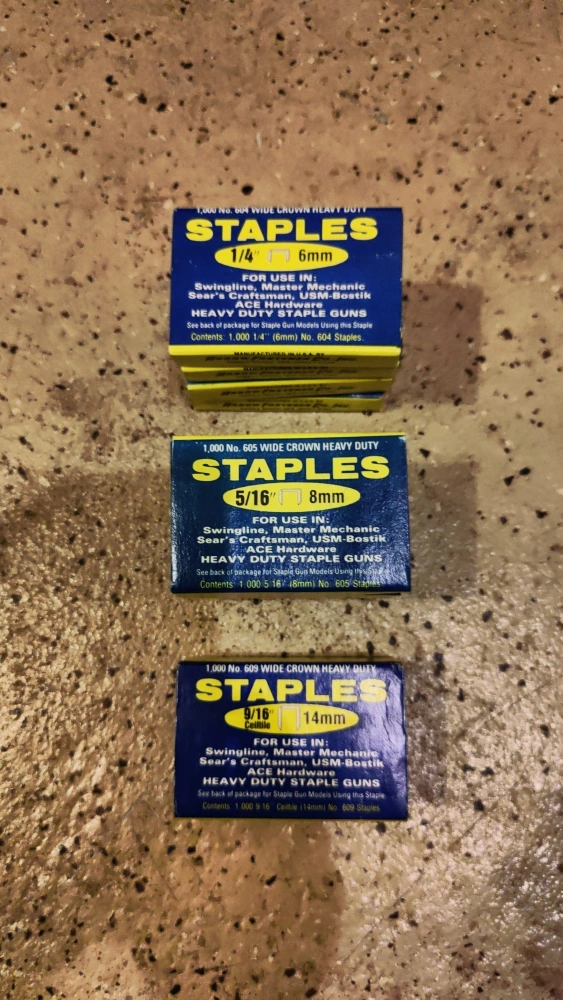 1,000 No. 604 WIDE CROWN HEAVY DUTY
STAPLES
1/4" 6mm
FOR USE IN:
Swingline, Master Mechanic
Sear's Craftsman, USM-Bostik
ACE Hardware
HEAVY DUTY STAPLE GUNS
See back of package for Staple Gun Models Using this Staple
Contents: 1,000 1/4" (6mm) No. 604 Staples.
MANUFACTURED IN U.S.A. BY
1,000 No. 605 WIDE CROWN HEAVY DUTY
STAPLES
5/16" 8mm
FOR USE IN:
Swingline, Master Mechanic
Sear's Craftsman, USM-Bostik
ACE Hardware
HEAVY DUTY STAPLE GUNS
See back of package for Staple Gun Models Using this Staple
Contents: 1,000 5/16" (8mm) No. 605 Staples
1,000 No. 609 WIDE CROWN HEAVY DUTY
STAPLES
9/16" 14mm
Ceiltile
FOR USE IN:
Swingline, Master Mechanic
Sear's Craftsman, USM-Bostik
ACE Hardware
HEAVY DUTY STAPLE GUNS
See back of package for Staple Gun Models Using this Staple
Contents: 1,000 9/16" Ceiltile (14mm) No. 609 Staples